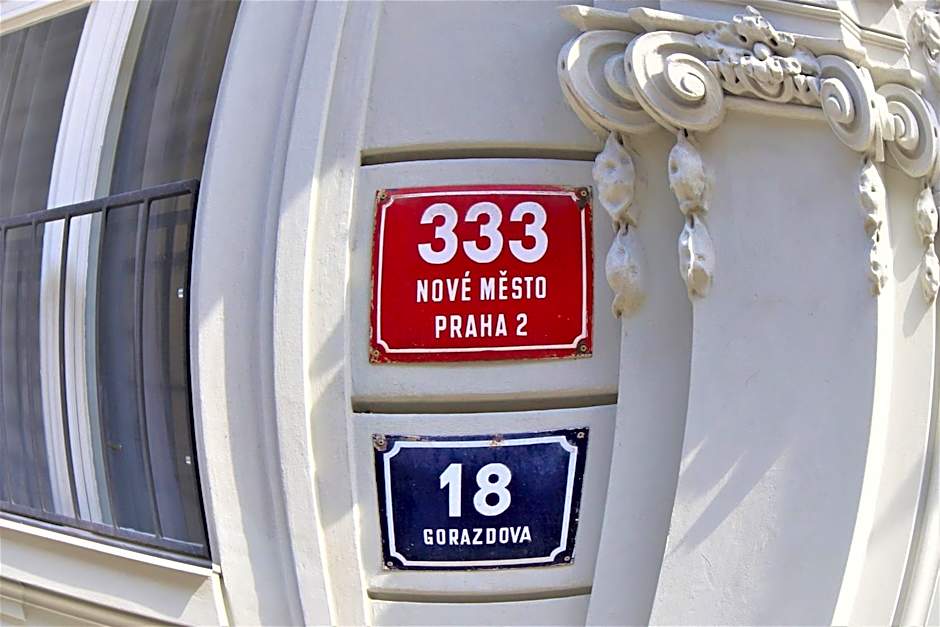 333
NOVÉ MĚSTO
PRAHA 2
18
GORAZDOVA